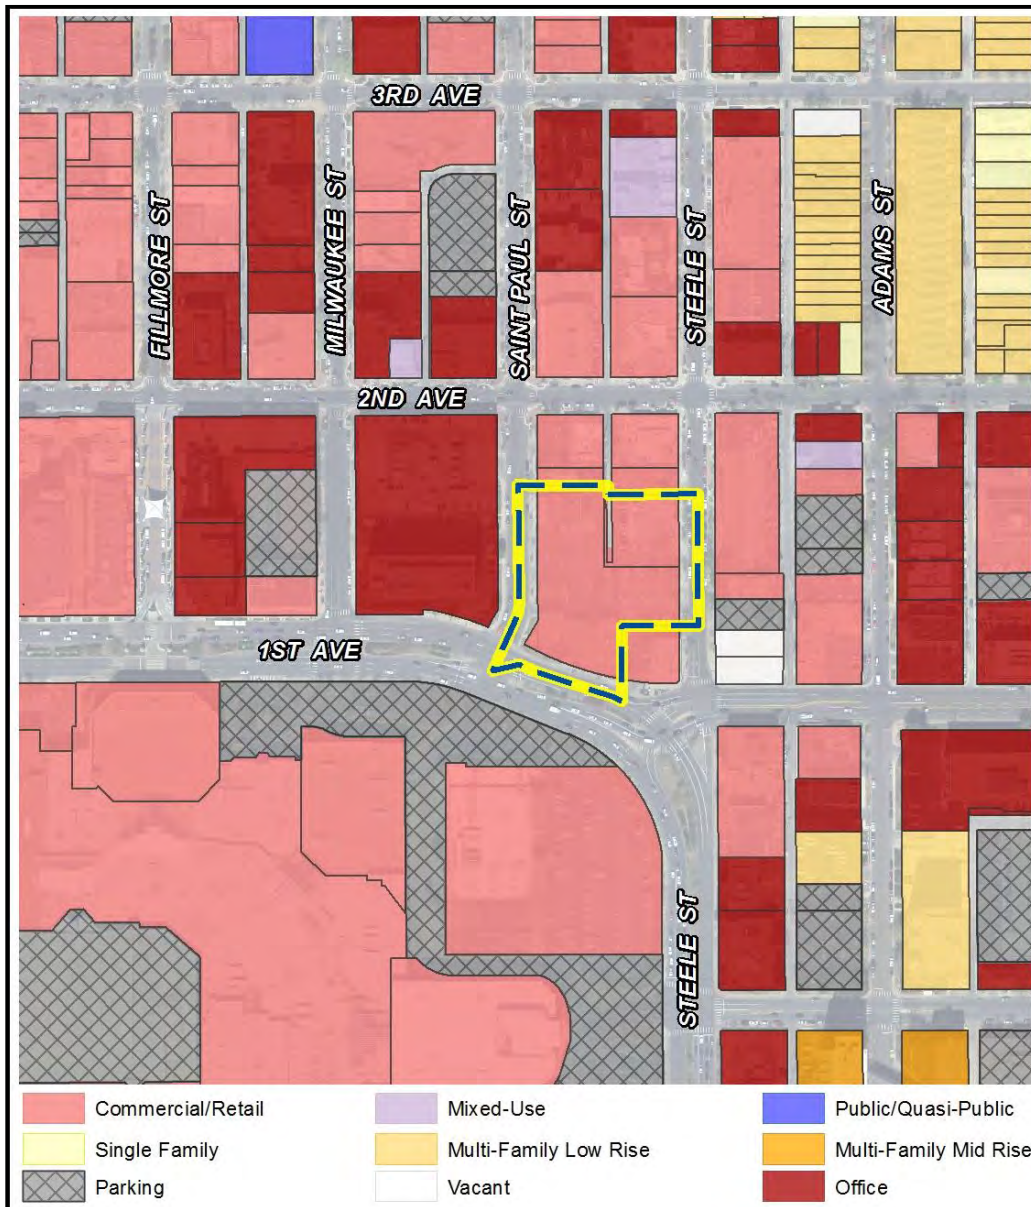 3RD AVE
FILLMORE ST
MILWAUKEE ST
SAINT PAUL ST
STEELE ST
ADAMS ST
2ND AVE
1ST AVE
STEELE ST
Commercial/Retail
Mixed-Use
Public/Quasi-Public
Single Family
Multi-Family Low Rise
Multi-Family Mid Rise
Parking
Vacant
Office